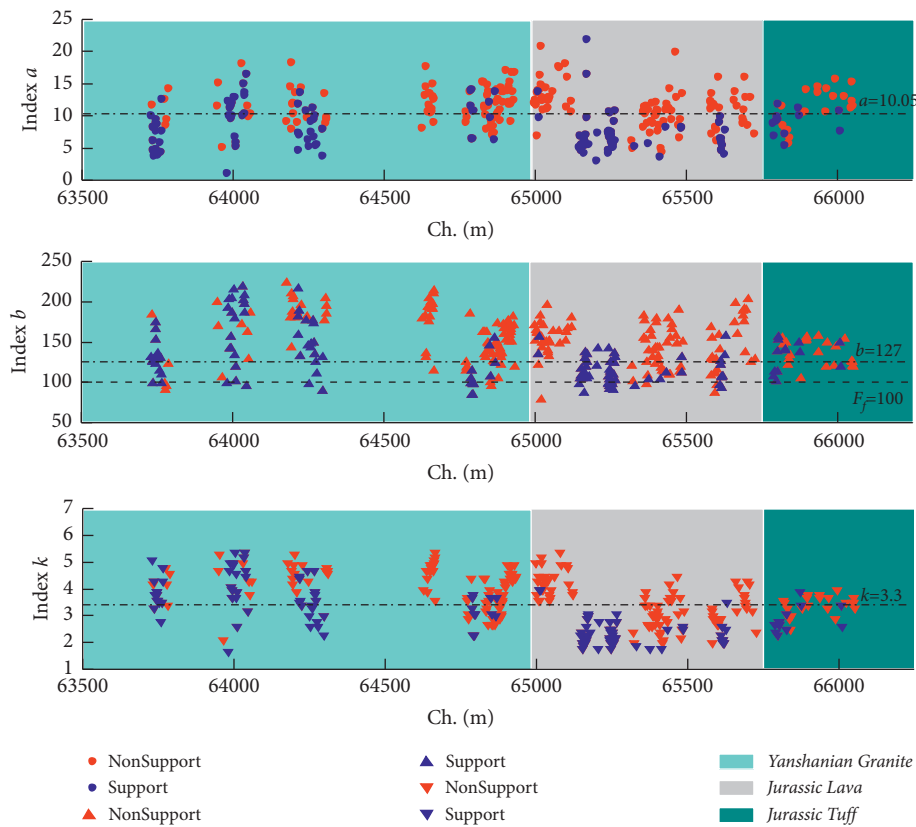 25
20
15
10
5
0
Index a
a=10.05
63500 64000 64500 65000 65500 66000
Ch. (m)
250
200
150
100
50
Index b
b=127
F_f=100
63500 64000 64500 65000 65500 66000
Ch. (m)
7
6
5
4
3
2
1
Index k
k=3.3
63500 64000 64500 65000 65500 66000
Ch. (m)
NonSupport Support Yanshanian Granite
Support NonSupport Jurassic Lava
NonSupport Support Jurassic Tuff